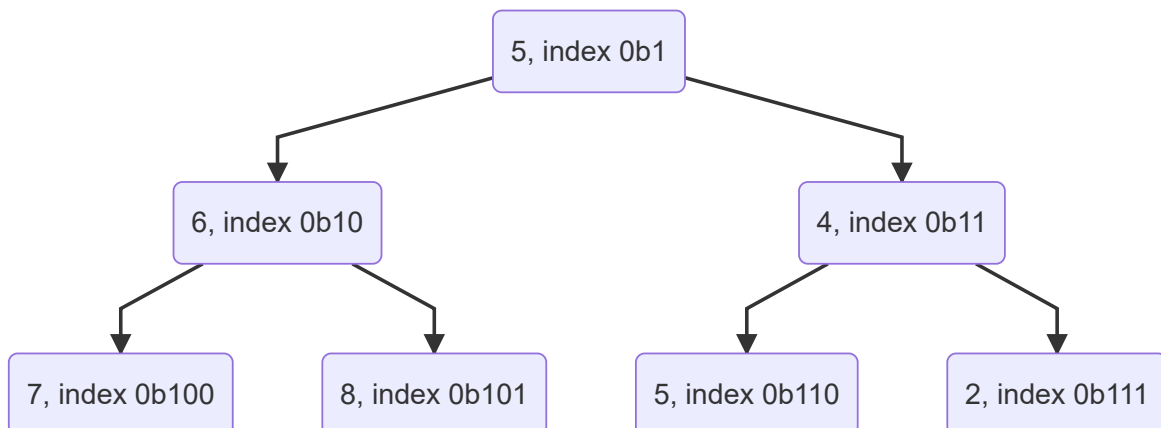 5, index 0b1
6, index 0b10
4, index 0b11
7, index 0b100
8, index 0b101
5, index 0b110
2, index 0b111